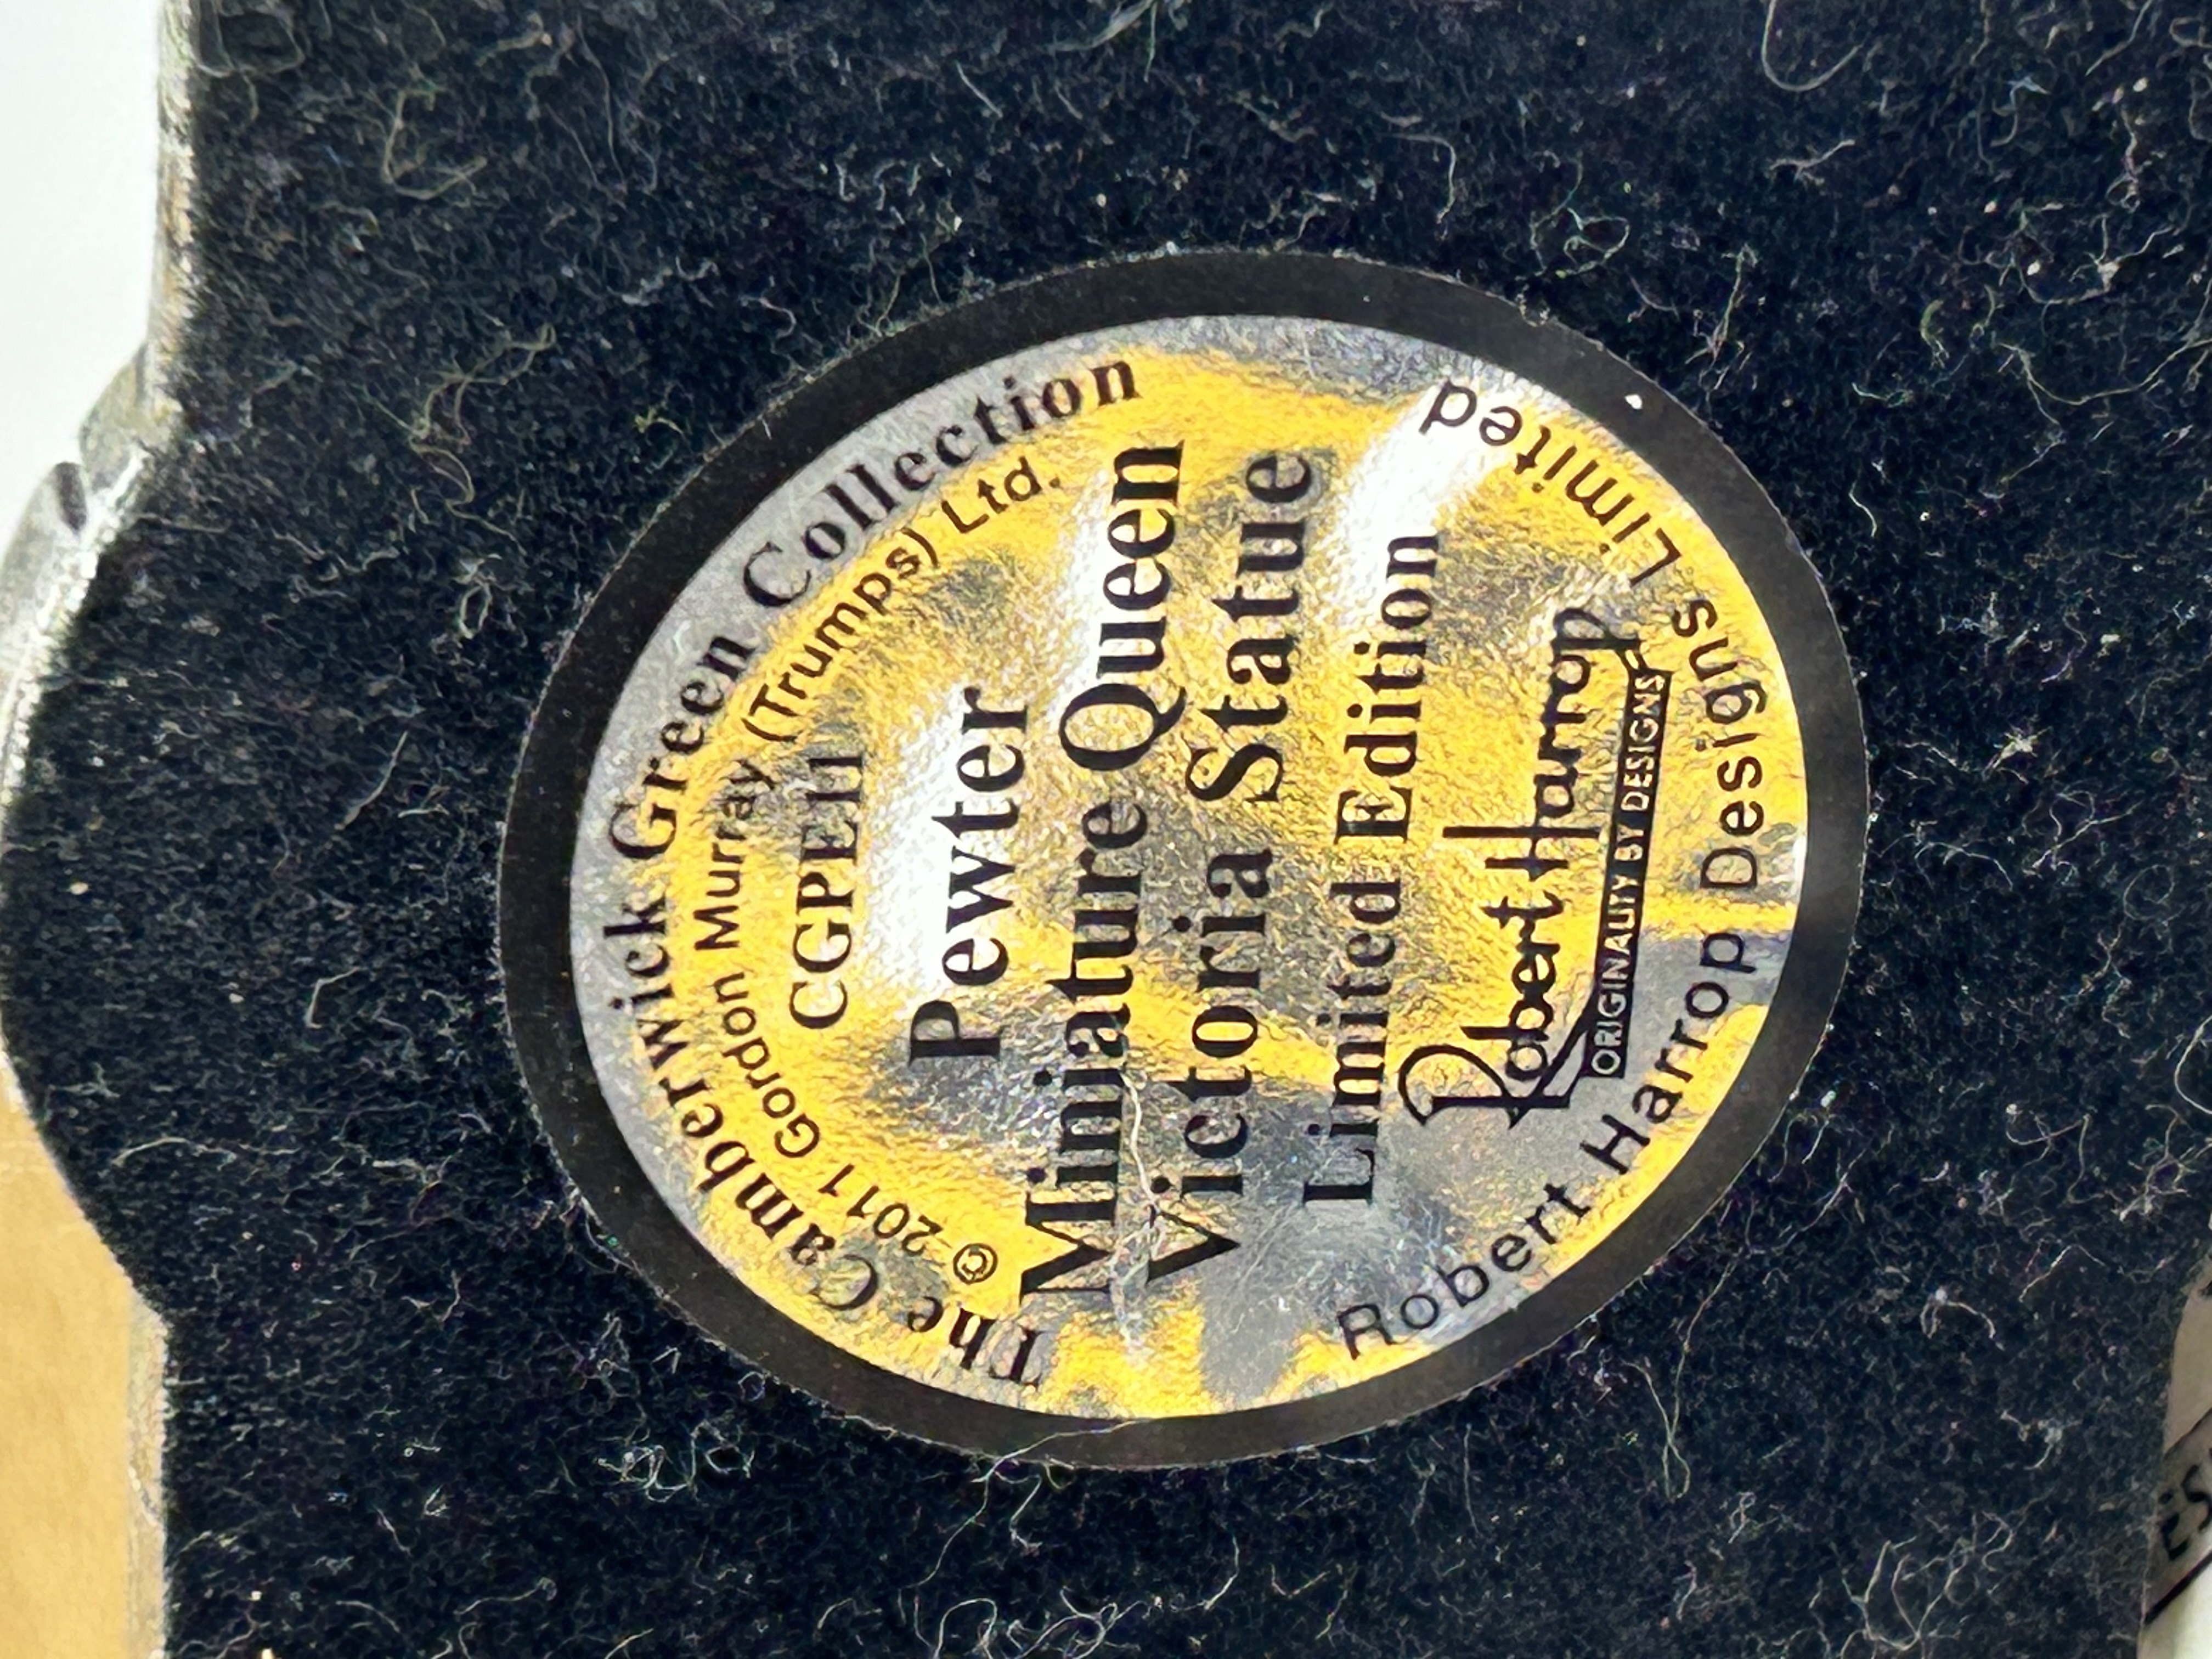 The Camberwick Green Collection
© 2011 Gordon Murray (Trumps) Ltd.
CGPE11
Pewter
Miniature Queen
Victoria Statue
Limited Edition
Robert Harrop
ORIGINALITY BY DESIGNS
Robert Harrop Designs Limited